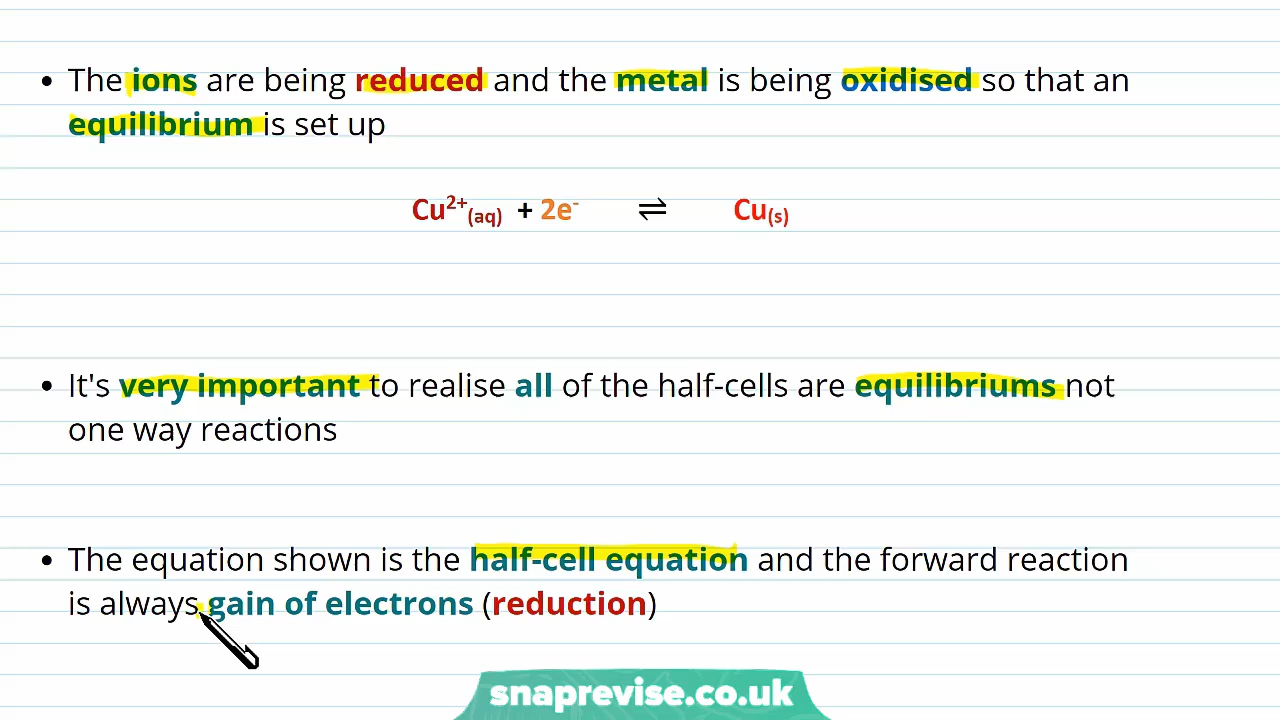 • The ions are being reduced and the metal is being oxidised so that an
equilibrium is set up
Cu²⁺(aq) + 2e⁻ ⇌ Cu(s)
• It's very important to realise all of the half-cells are equilibriums not
one way reactions
• The equation shown is the half-cell equation and the forward reaction
is always gain of electrons (reduction)
snaprevise.co.uk